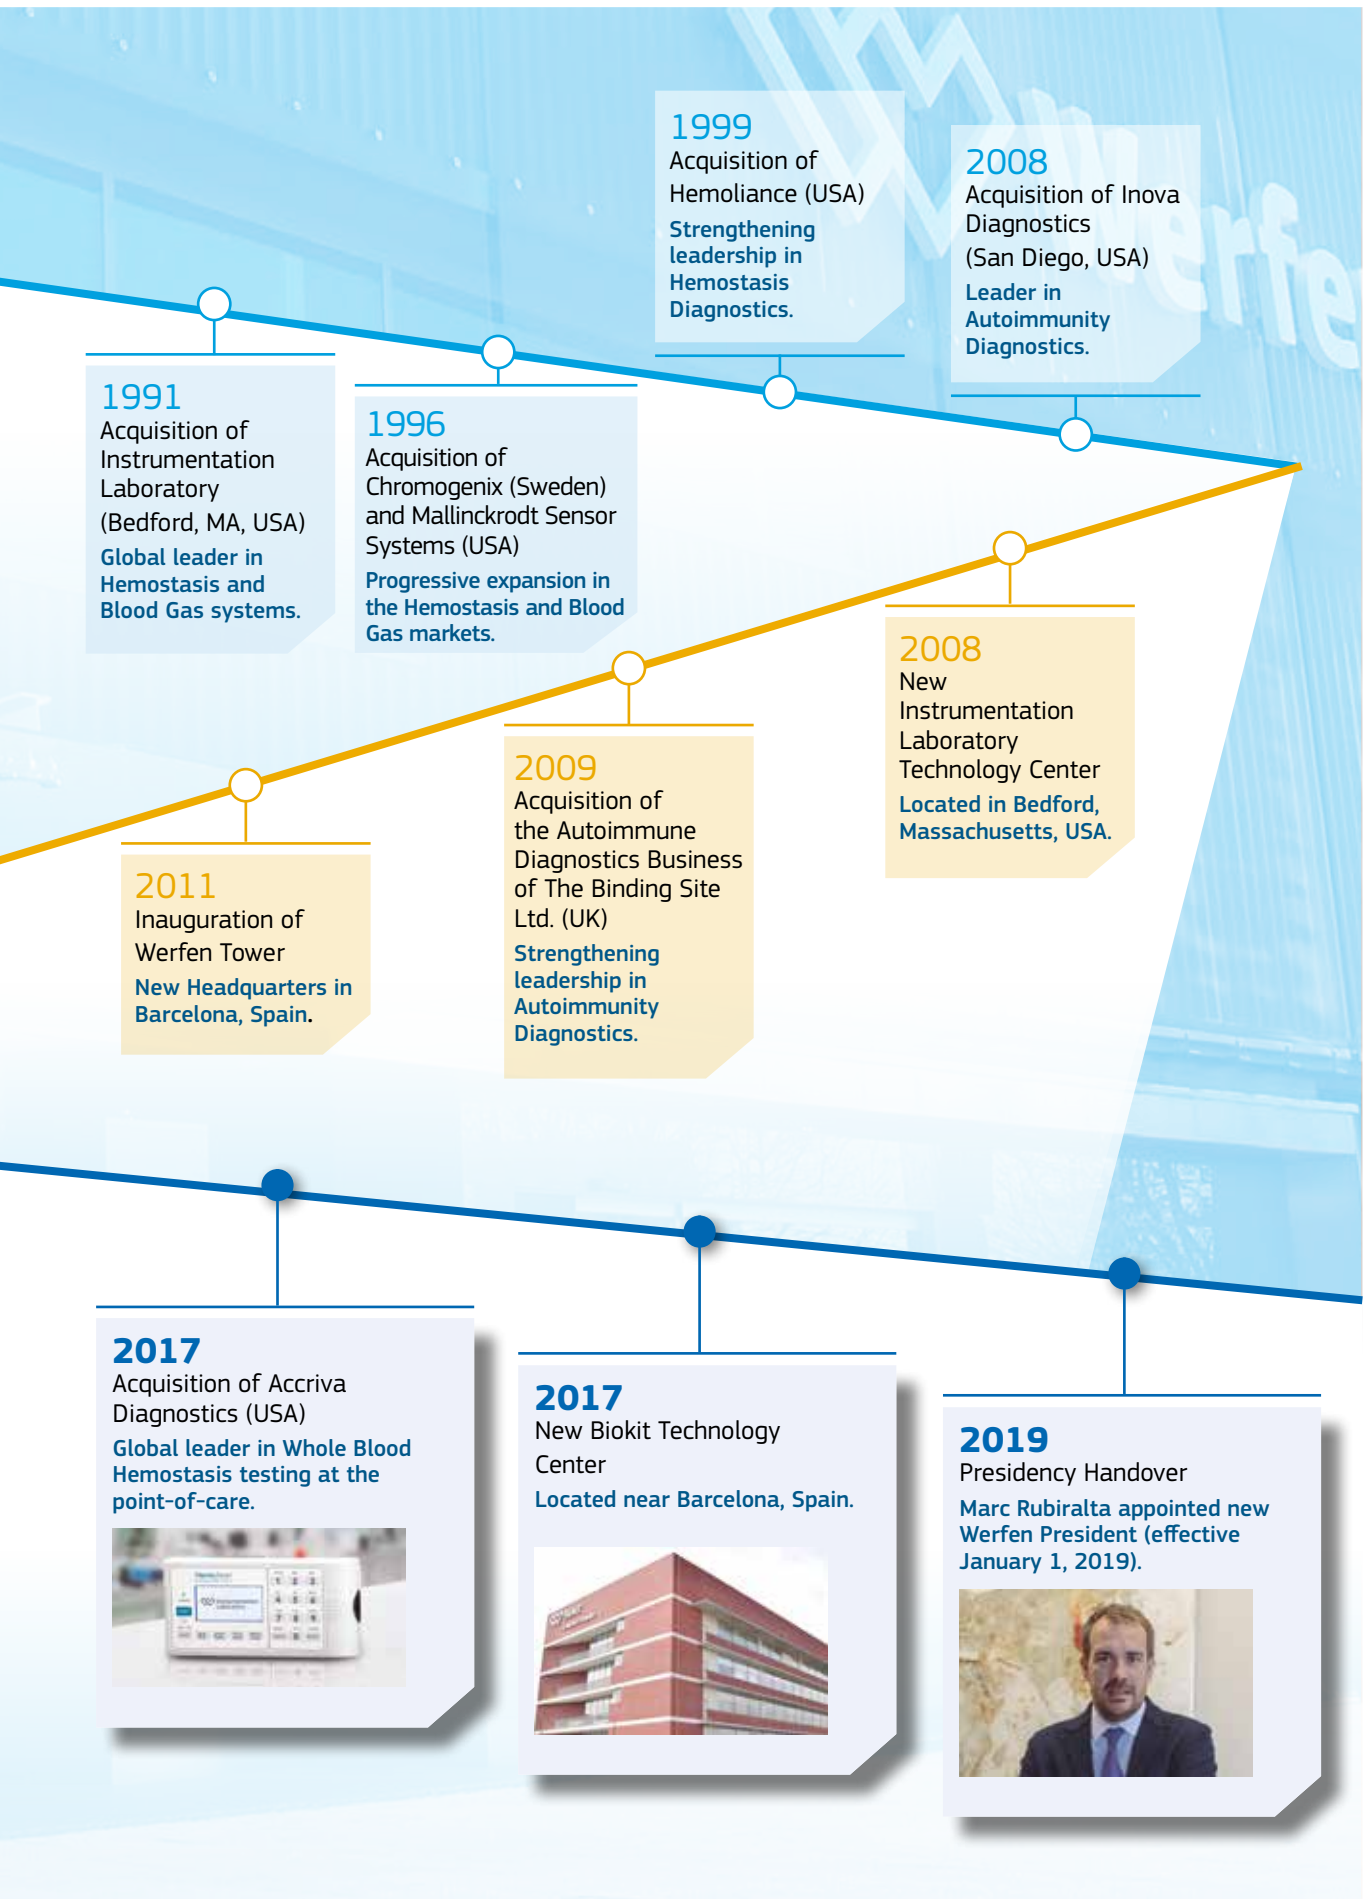 1999
Acquisition of
Hemoliance (USA)
Strengthening
leadership in
Hemostasis
Diagnostics.
2008
Acquisition of Inova
Diagnostics
(San Diego, USA)
Leader in
Autoimmunity
Diagnostics.
Werfe
1991
Acquisition of
Instrumentation
Laboratory
(Bedford, MA, USA)
Global leader in
Hemostasis and
Blood Gas systems.
1996
Acquisition of
Chromogenix (Sweden)
and Mallinckrodt Sensor
Systems (USA)
Progressive expansion in
the Hemostasis and Blood
Gas markets.
2008
New
Instrumentation
Laboratory
Technology Center
Located in Bedford,
Massachusetts, USA.
2009
Acquisition of
the Autoimmune
Diagnostics Business
of The Binding Site
Ltd. (UK)
Strengthening
leadership in
Autoimmunity
Diagnostics.
2011
Inauguration of
Werfen Tower
New Headquarters in
Barcelona, Spain.
2017
Acquisition of Accriva
Diagnostics (USA)
Global leader in Whole Blood
Hemostasis testing at the
point-of-care.
2017
New Biokit Technology
Center
Located near Barcelona, Spain.
2019
Presidency Handover
Marc Rubiralta appointed new
Werfen President (effective
January 1, 2019).